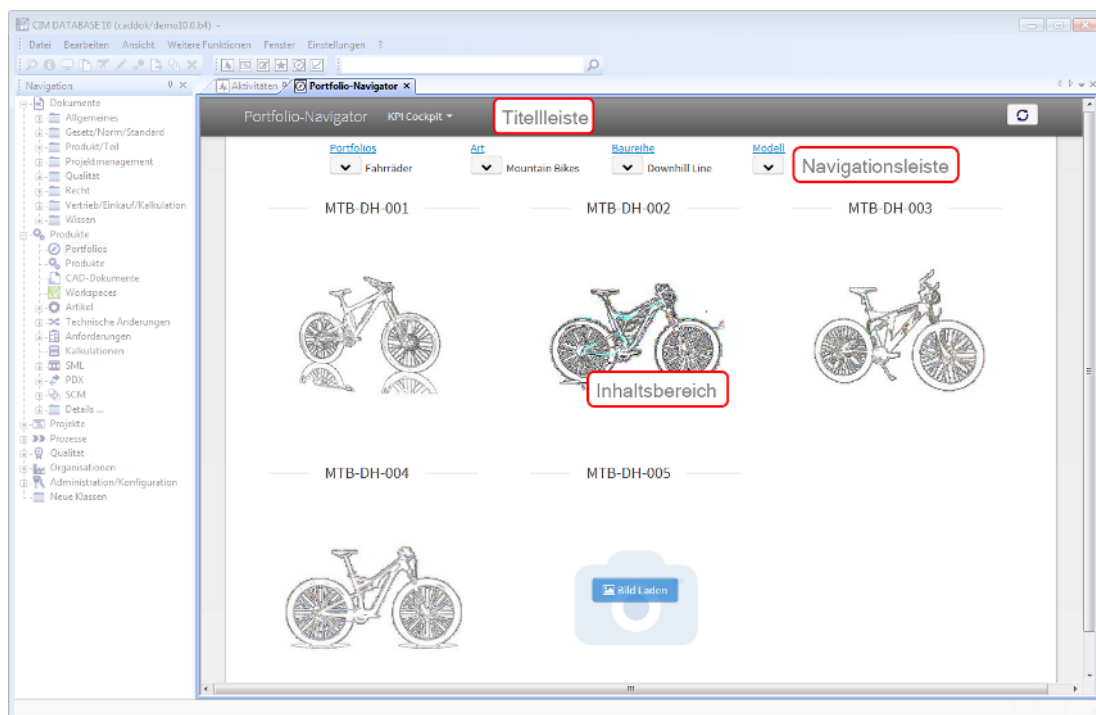 CIM DATABASE 10 (caddok/demo10.0.b4) -
Datei Bearbeiten Ansicht Weitere Funktionen Fenster Einstellungen ?
Navigation
Aktivitäten
Portfolio-Navigator
Dokumente
Allgemeines
Gesetz/Norm/Standard
Produkt/Teil
Projektmanagement
Qualität
Recht
Vertrieb/Einkauf/Kalkulation
Wissen
Produkte
Portfolios
Produkte
CAD-Dokumente
Workspaces
Artikel
Technische Änderungen
Anforderungen
Kalkulationen
SML
PDX
SCM
Details ...
Projekte
Prozesse
Qualität
Organisationen
Administration/Konfiguration
Neue Klassen
Portfolio-Navigator KPI Cockpit Titellleiste
Portfolios Art Baureihe Modell
Fahrräder Mountain Bikes Downhill Line Navigationsleiste
MTB-DH-001 MTB-DH-002 MTB-DH-003
Inhaltsbereich
MTB-DH-004 MTB-DH-005
Bild Laden